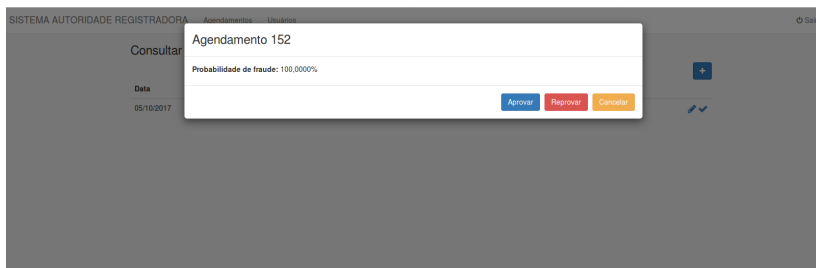 SISTEMA AUTORIDADE REGISTRADORA Agendamentos Usuários
Agendamento 152
Consultar
Probabilidade de fraude: 100,0000%
Data
Aprovar Reprovar Cancelar
05/10/2017